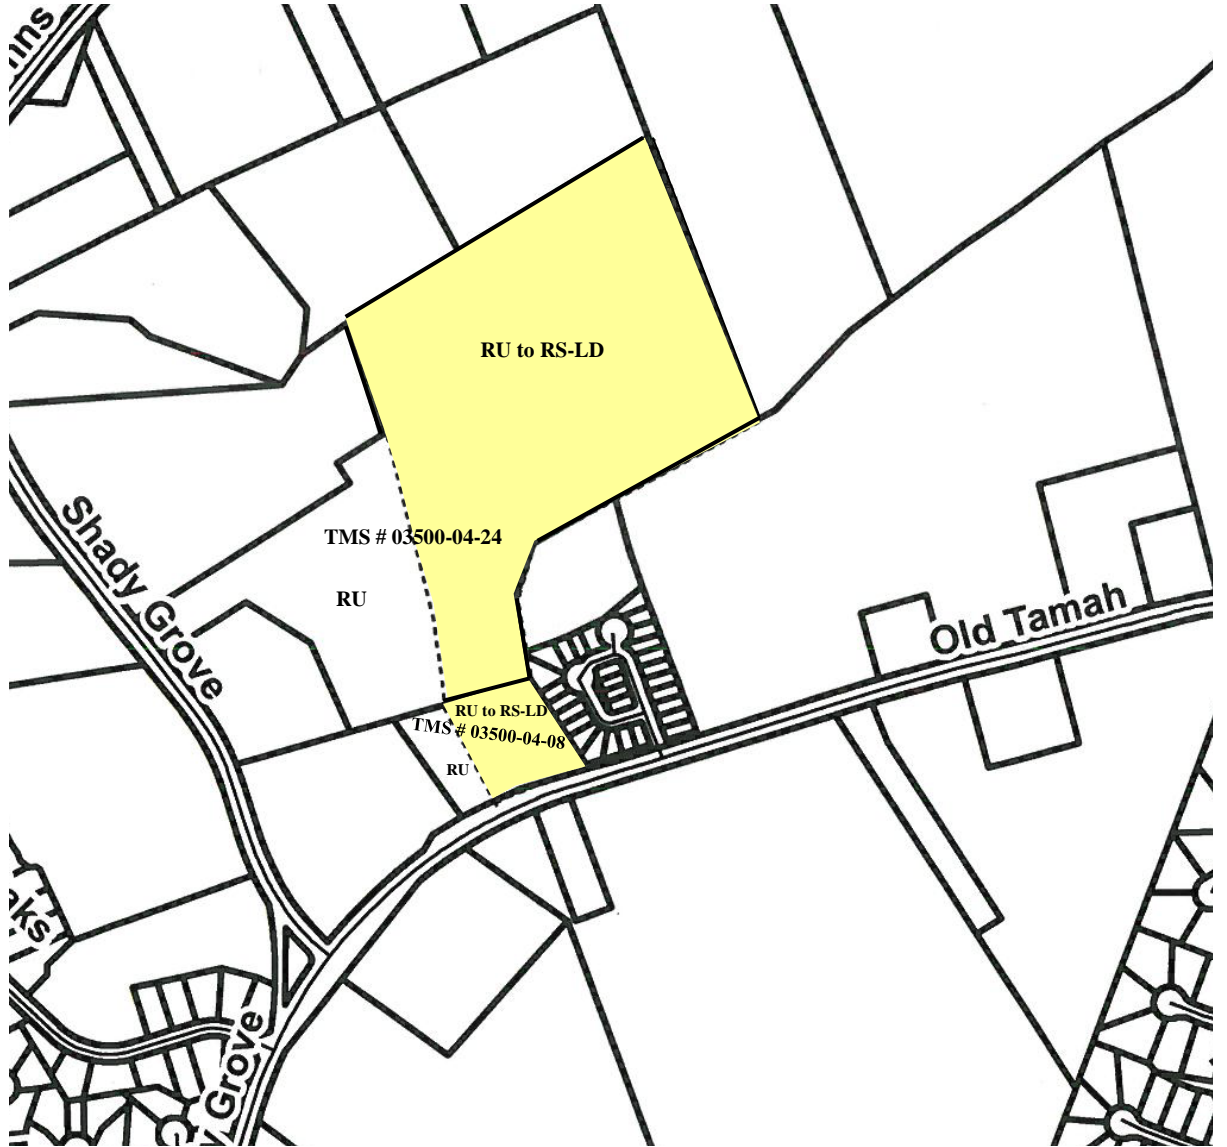 nns
RU to RS-LD
TMS # 03500-04-24
RU
Shady Grove
Old Tamah
RU to RS-LD
TMS # 03500-04-08
RU
Grove